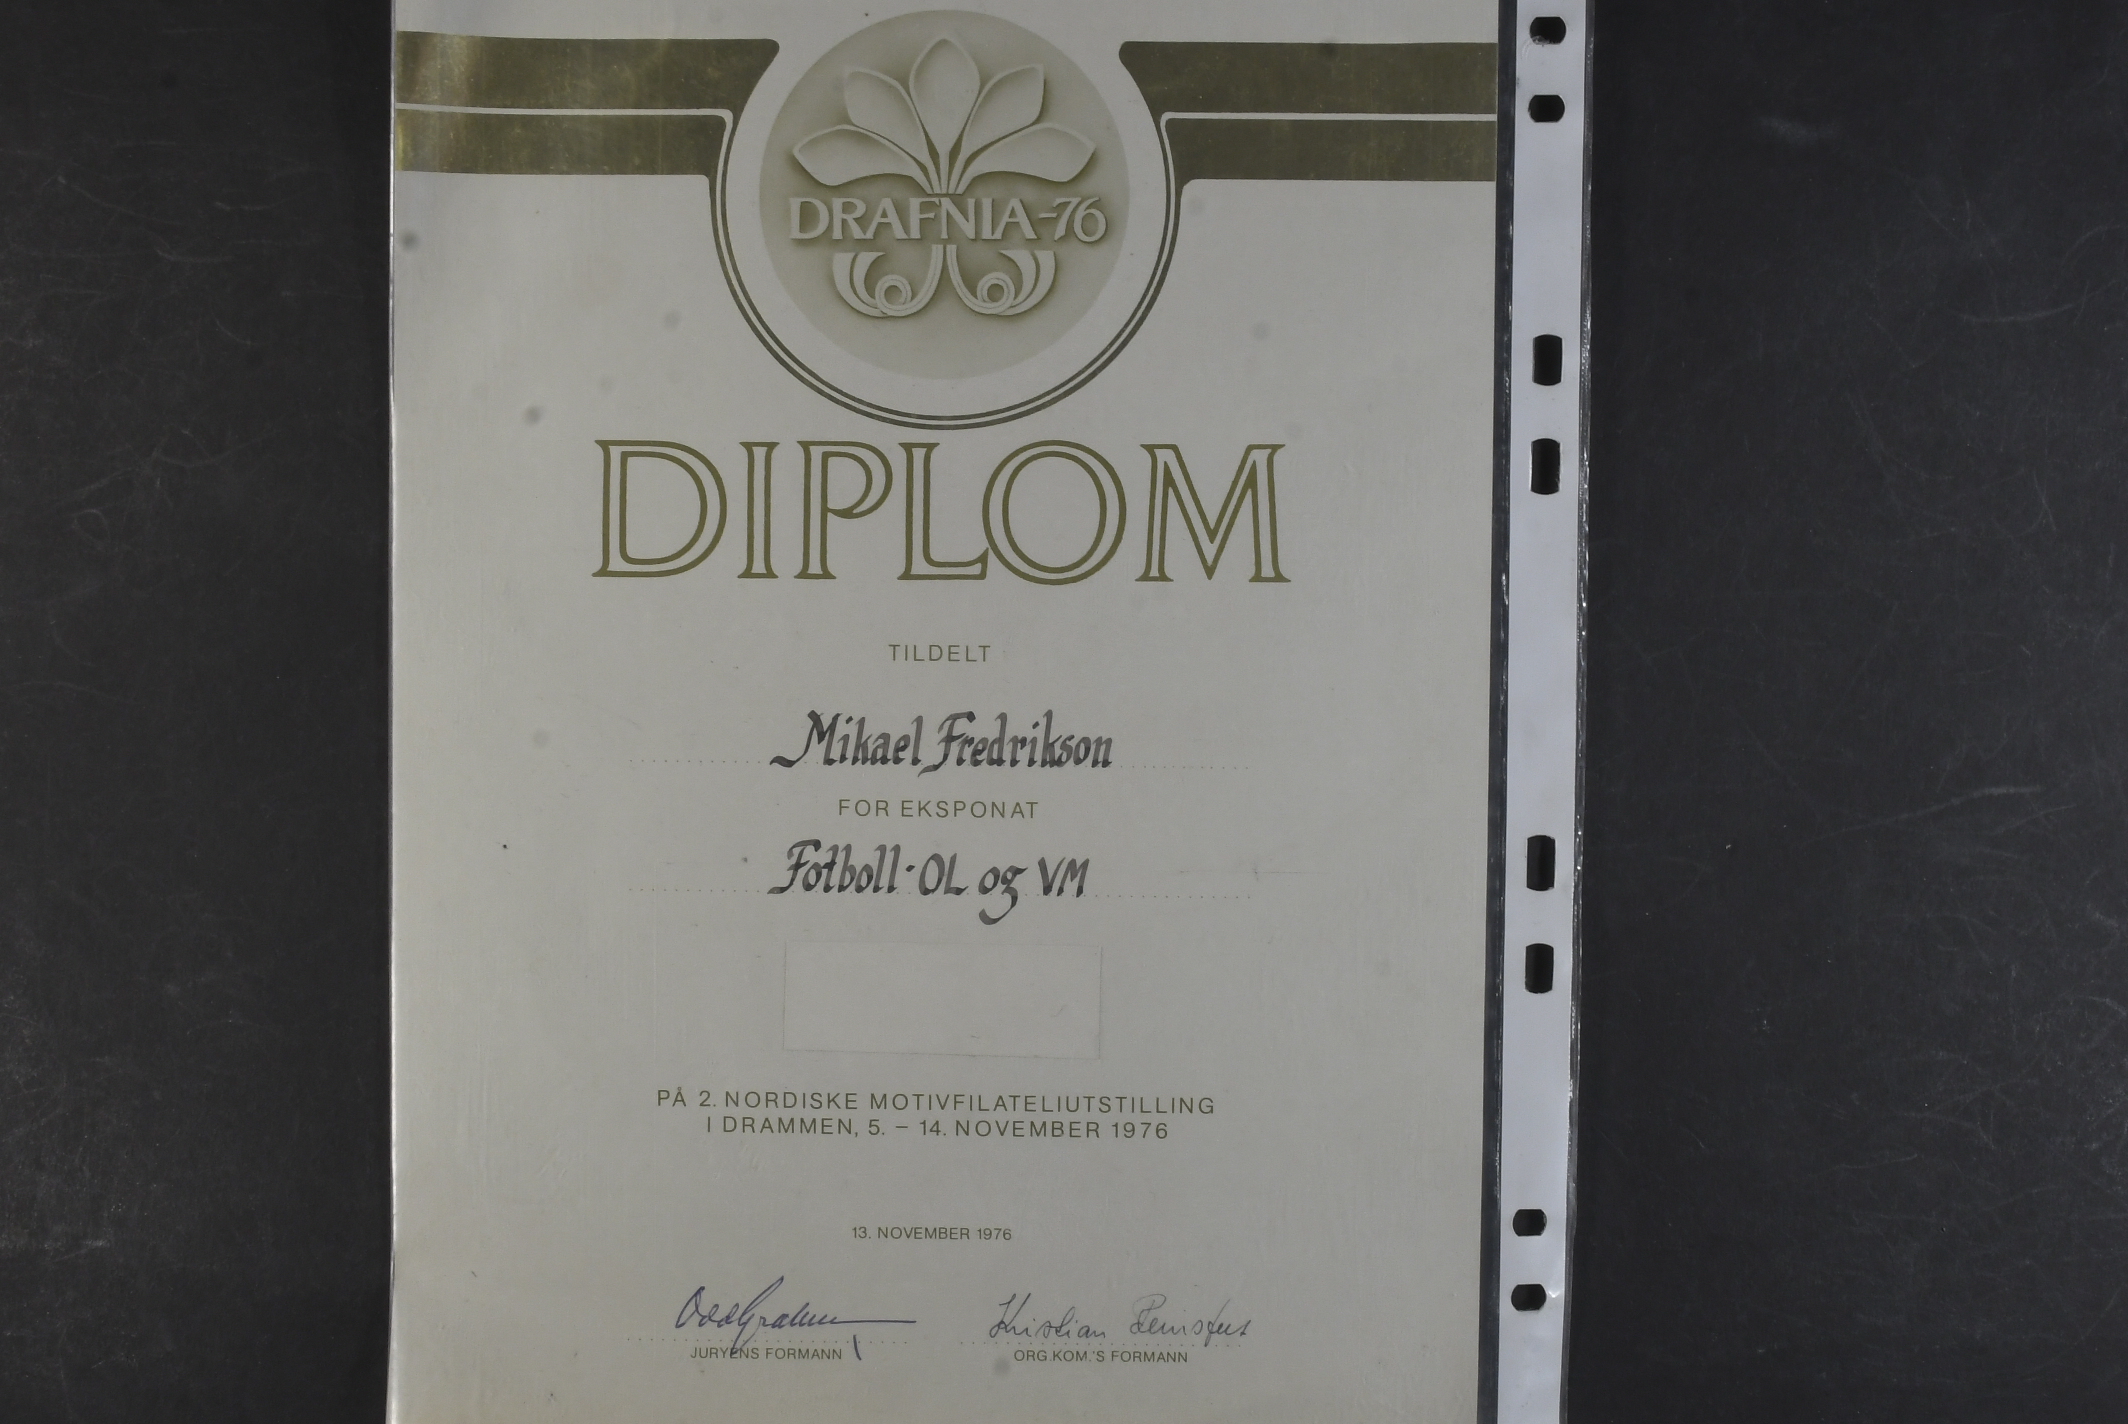 DRAFNIA-76
DIPLOM
TILDELT
Mikael Fredrikson
FOR EKSPONAT
Fotboll-OL og VM
PÅ 2. NORDISKE MOTIVFILATELIUTSTILLING
I DRAMMEN, 5. – 14. NOVEMBER 1976
13. NOVEMBER 1976
Kristian
JURYENS FORMANN ORG.KOM.'S FORMANN